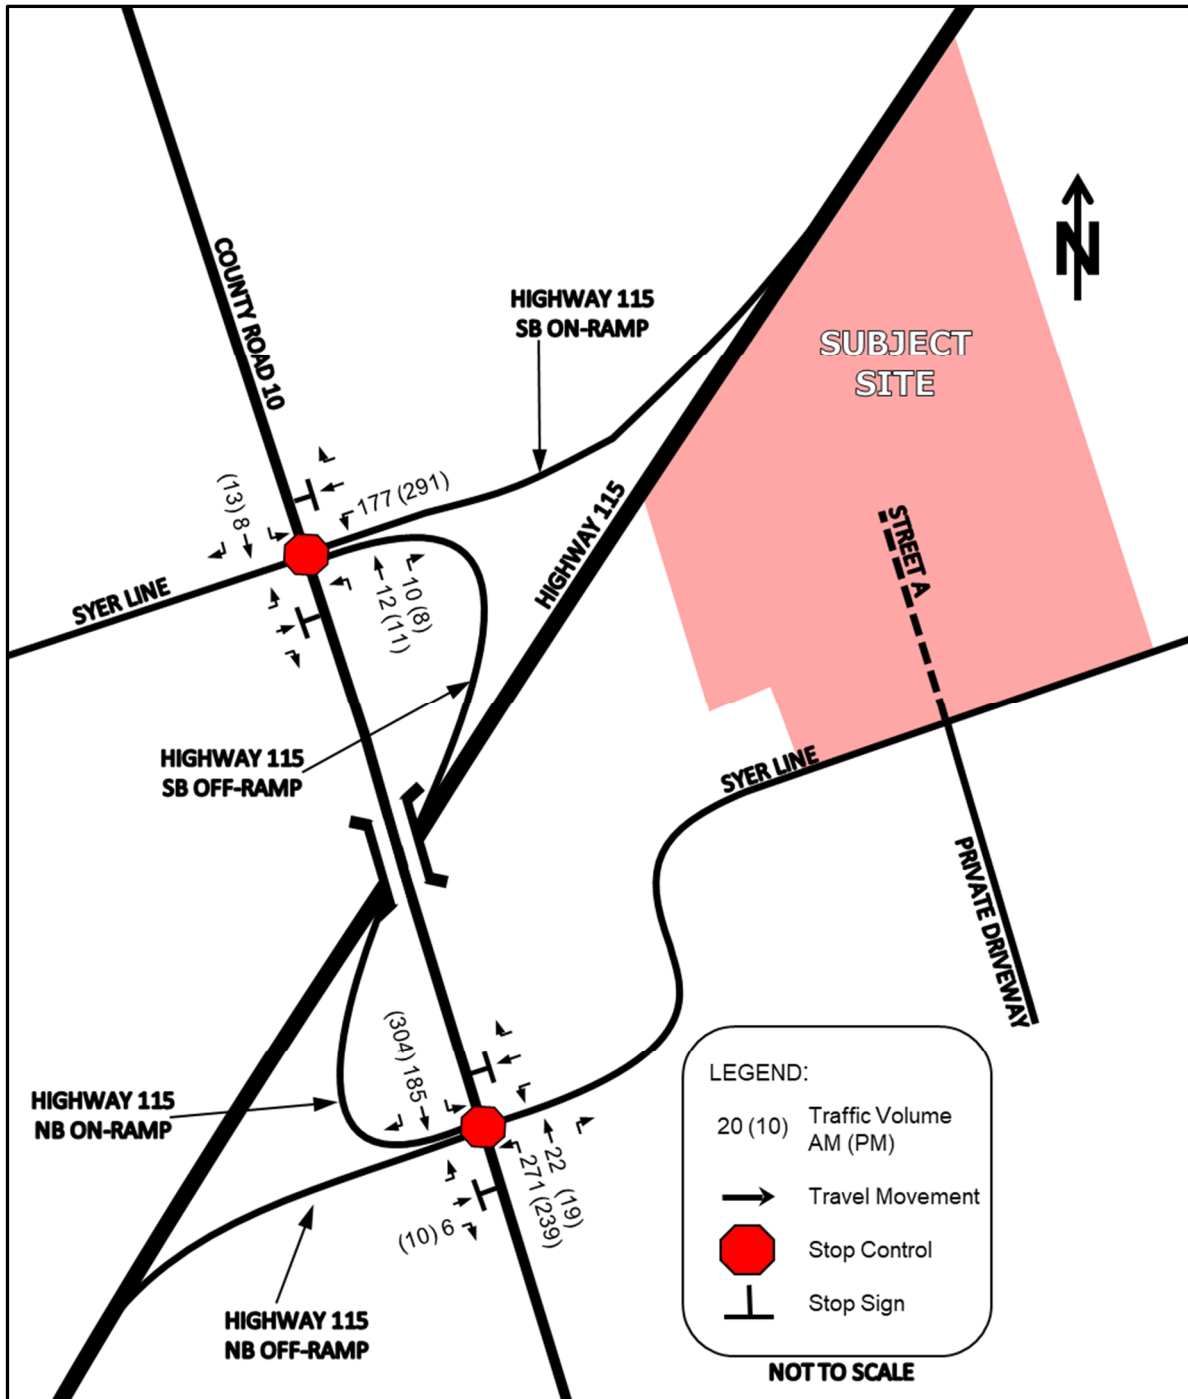 COUNTY ROAD 10
HIGHWAY 115
SB ON-RAMP
SUBJECT
SITE
N
(13) 8
177 (291)
HIGHWAY 115
STREET A
SYER LINE
10 (8)
12 (11)
HIGHWAY 115
SB OFF-RAMP
SYER LINE
PRIVATE DRIVEWAY
(304) 185
HIGHWAY 115
NB ON-RAMP
22 (19)
271 (239)
(10) 6
HIGHWAY 115
NB OFF-RAMP
LEGEND:
20 (10)
Traffic Volume
AM (PM)
Travel Movement
Stop Control
Stop Sign
NOT TO SCALE